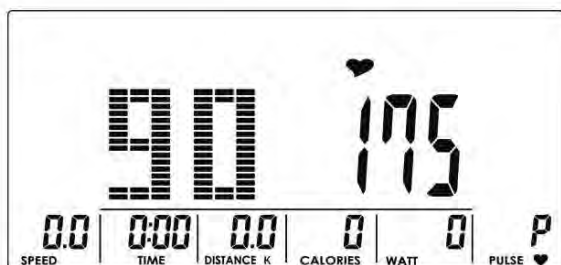 90 175
0.0 0:00 0.0 0 0 P
SPEED TIME DISTANCE K CALORIES WATT PULSE